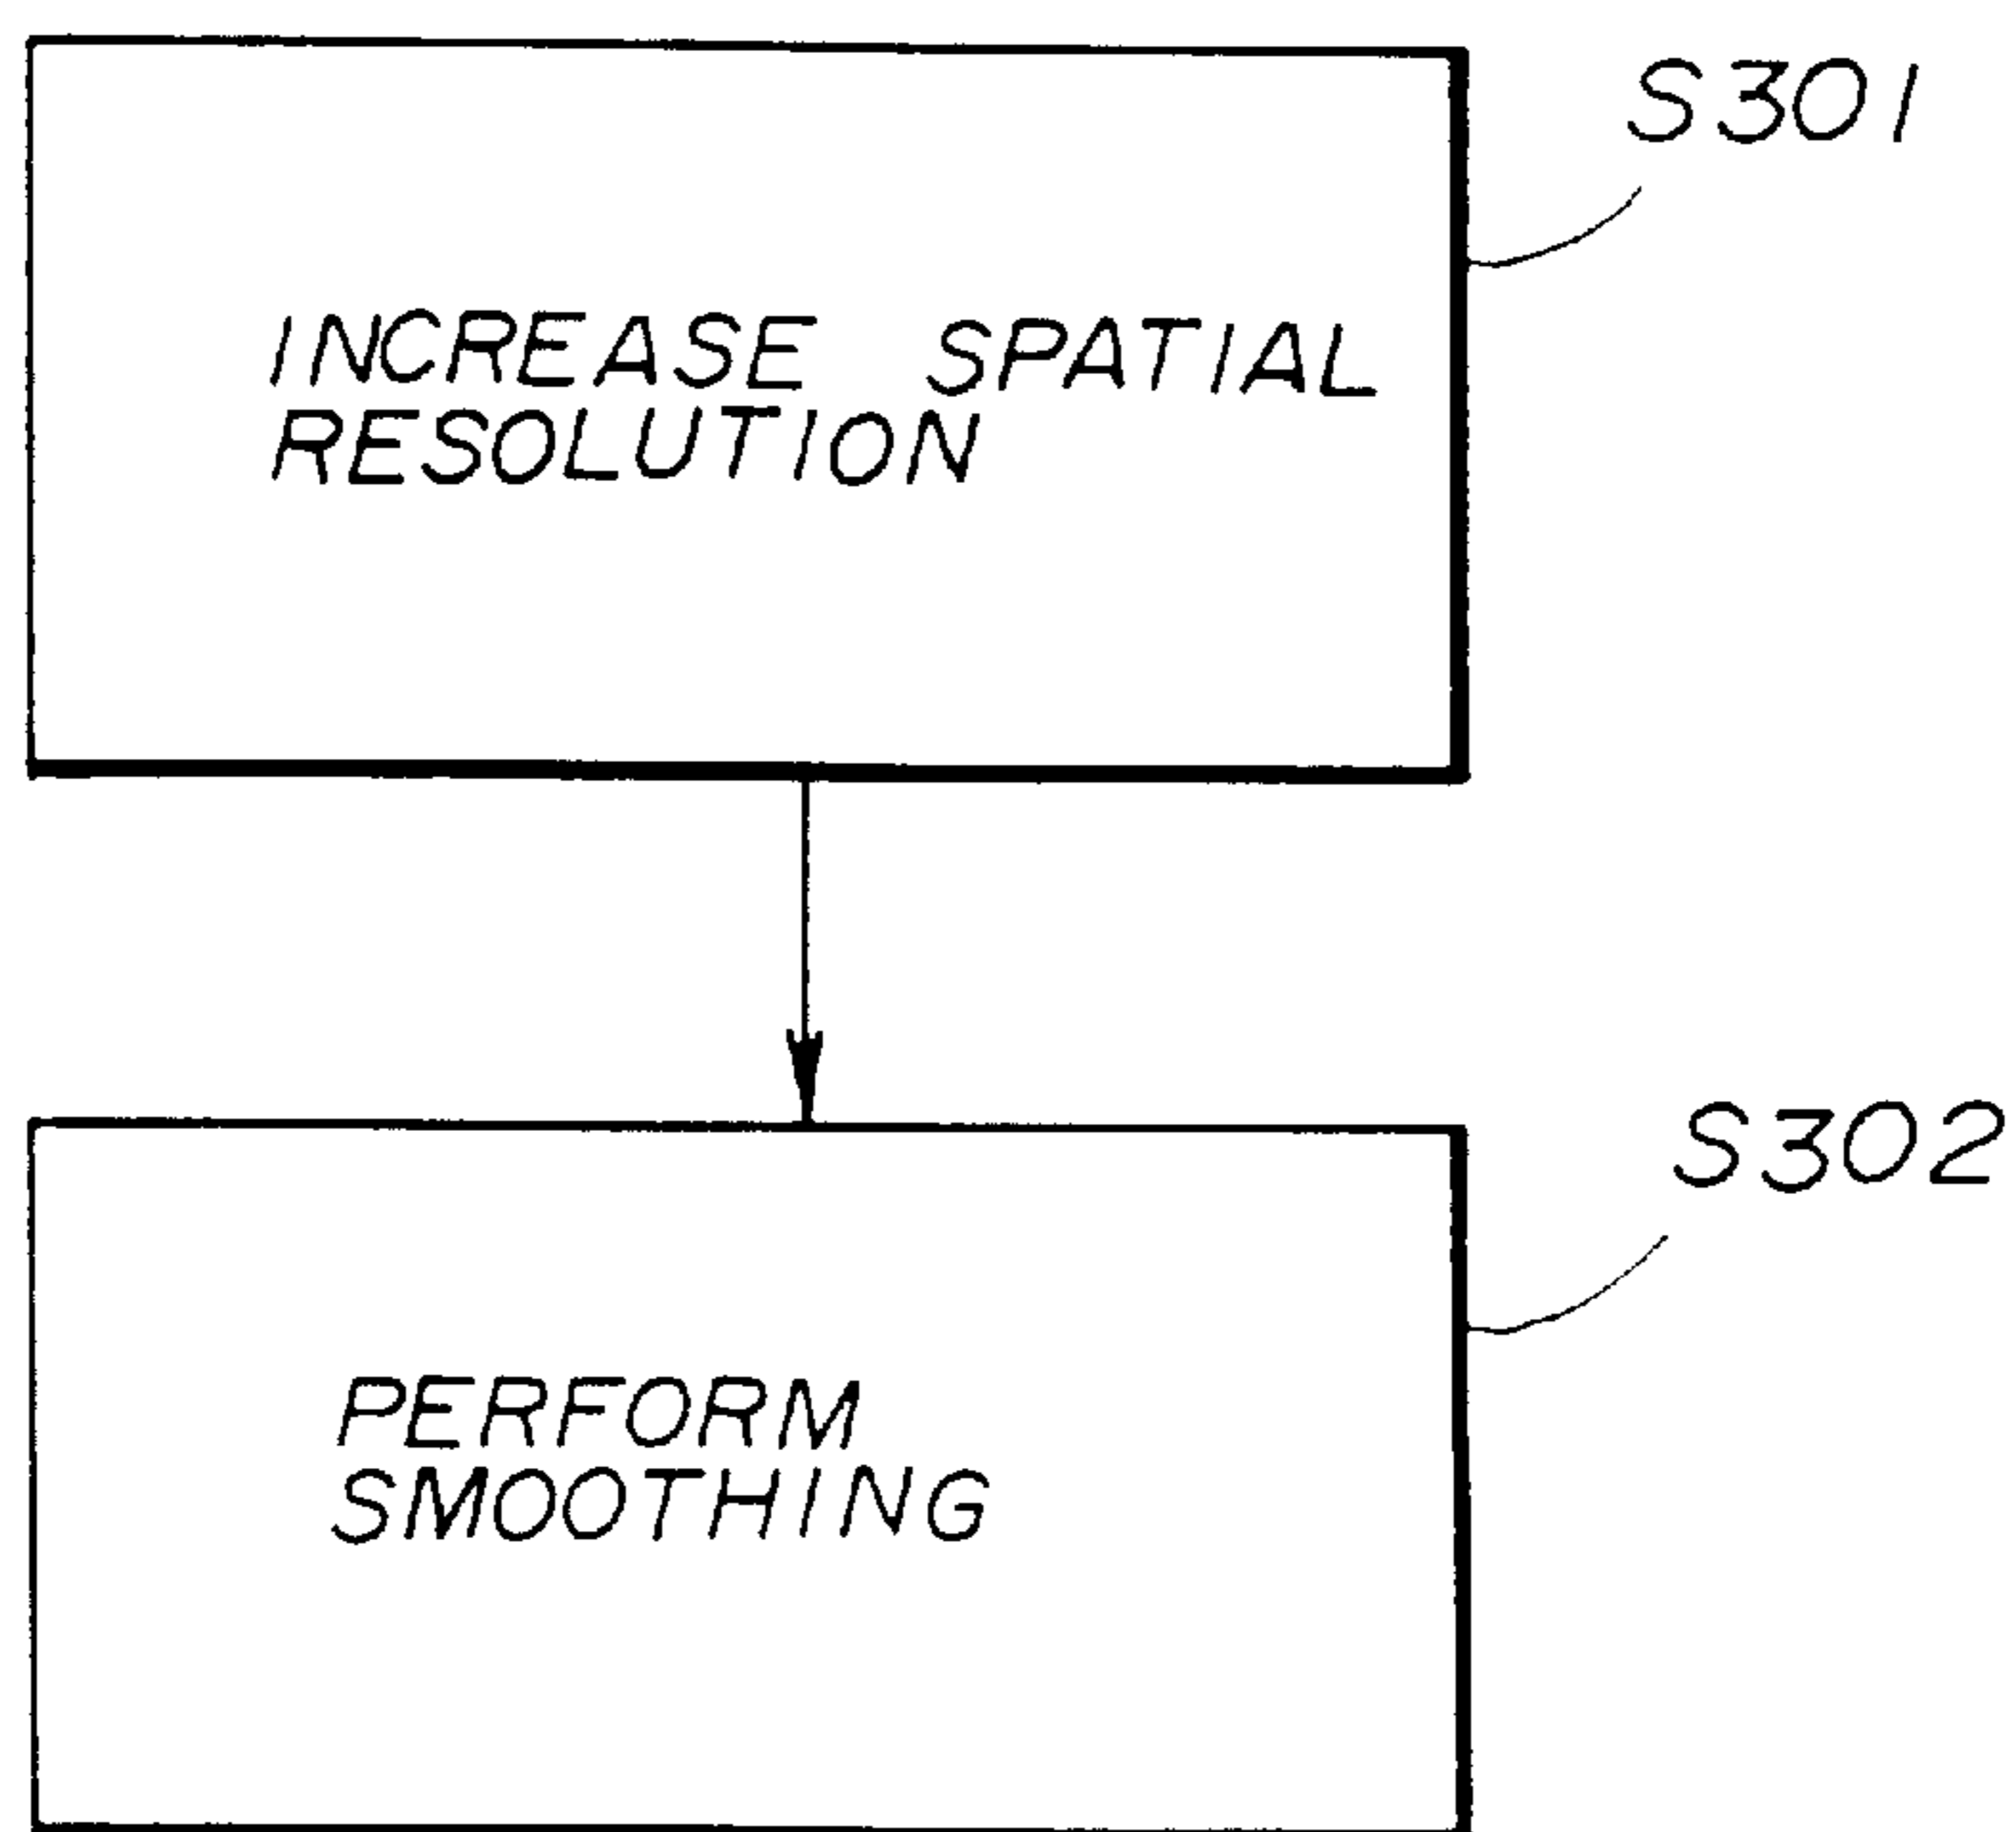 S301
INCREASE SPATIAL
RESOLUTION
S302
PERFORM
SMOOTHING